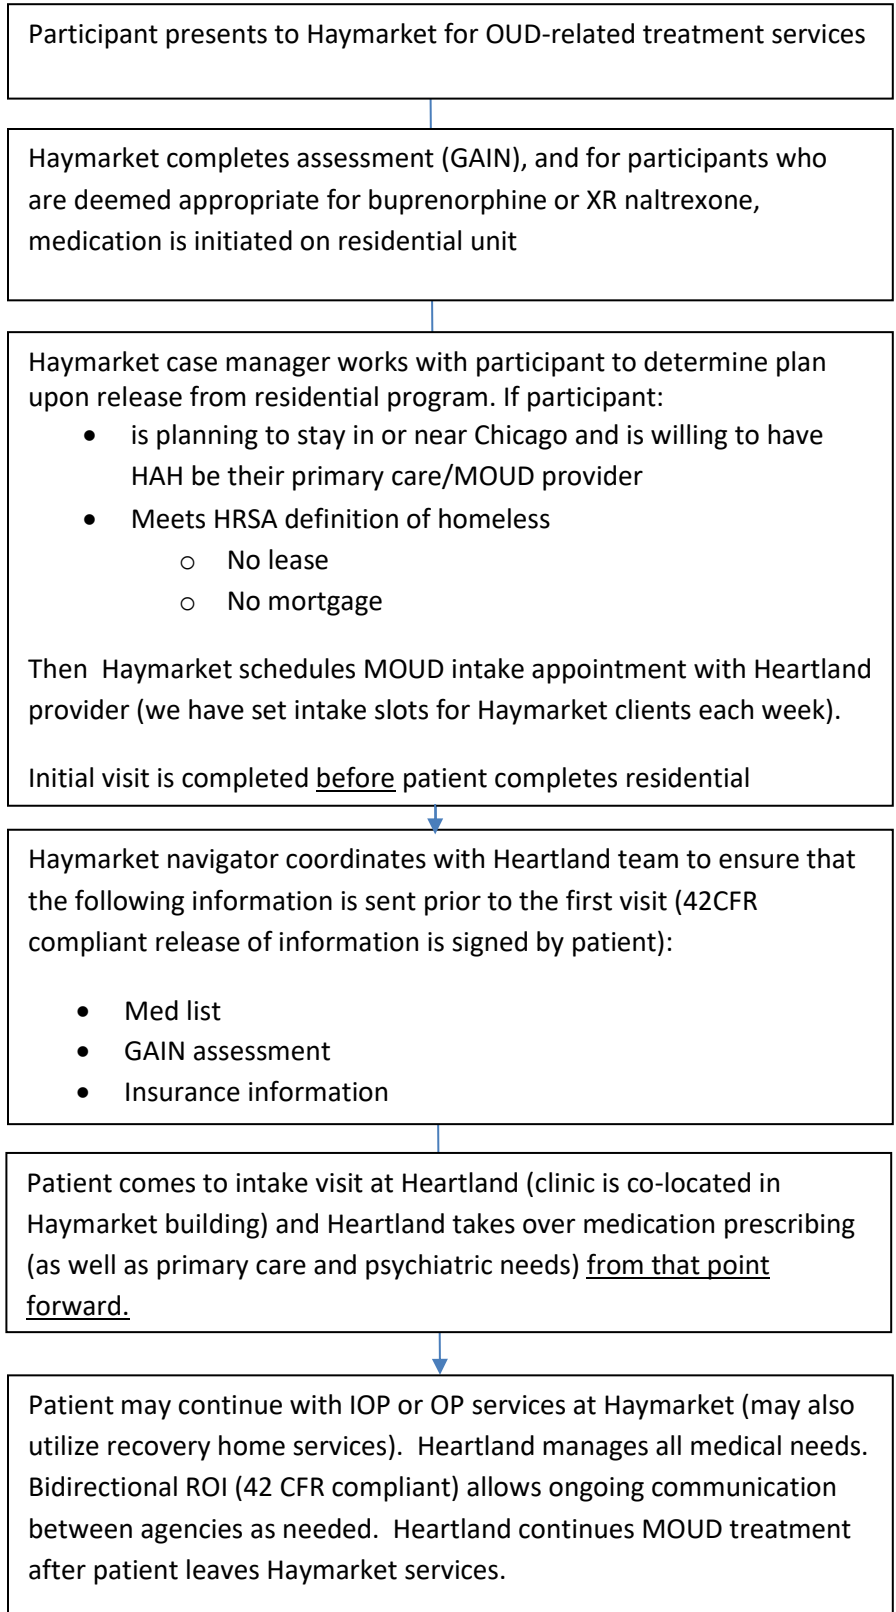 Participant presents to Haymarket for OUD-related treatment services
Haymarket completes assessment (GAIN), and for participants who
are deemed appropriate for buprenorphine or XR naltrexone,
medication is initiated on residential unit
Haymarket case manager works with participant to determine plan
upon release from residential program. If participant:
• is planning to stay in or near Chicago and is willing to have
HAH be their primary care/MOUD provider
• Meets HRSA definition of homeless
o No lease
o No mortgage
Then  Haymarket schedules MOUD intake appointment with Heartland
provider (we have set intake slots for Haymarket clients each week).
Initial visit is completed before patient completes residential
Haymarket navigator coordinates with Heartland team to ensure that
the following information is sent prior to the first visit (42CFR
compliant release of information is signed by patient):
• Med list
• GAIN assessment
• Insurance information
Patient comes to intake visit at Heartland (clinic is co-located in
Haymarket building) and Heartland takes over medication prescribing
(as well as primary care and psychiatric needs) from that point
forward.
Patient may continue with IOP or OP services at Haymarket (may also
utilize recovery home services).  Heartland manages all medical needs.
Bidirectional ROI (42 CFR compliant) allows ongoing communication
between agencies as needed.  Heartland continues MOUD treatment
after patient leaves Haymarket services.